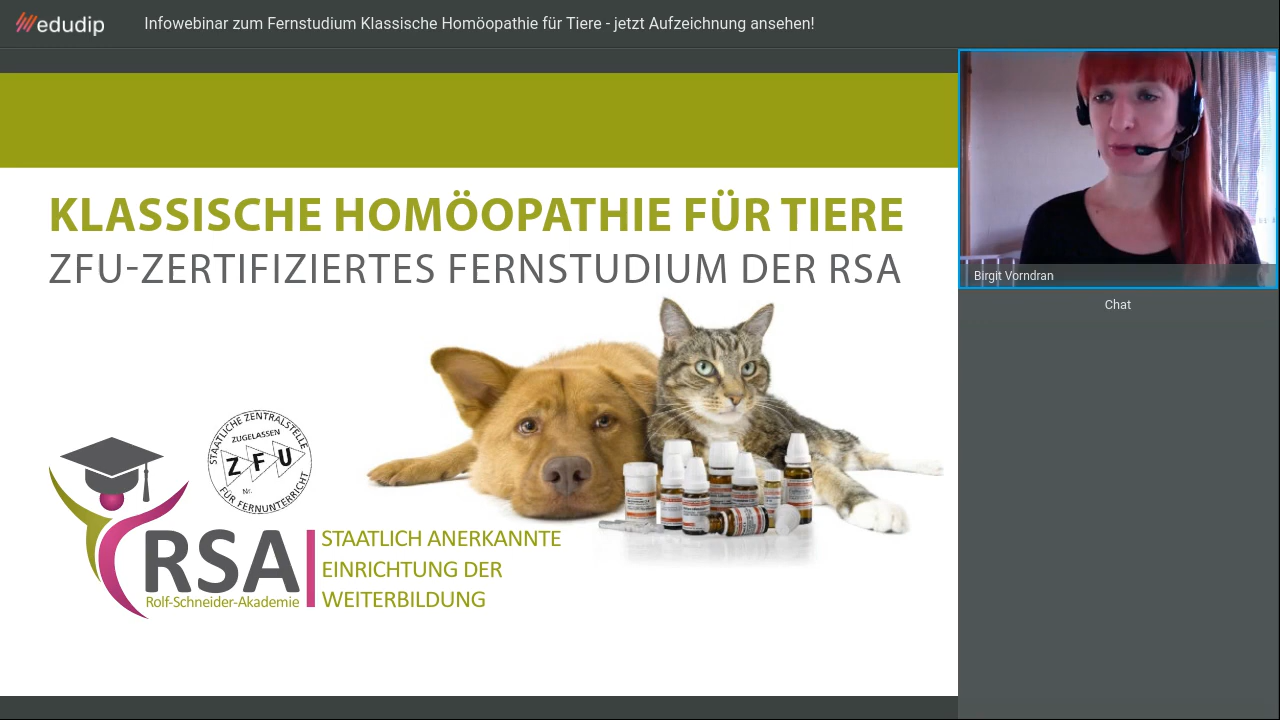 edudip
Infowebinar zum Fernstudium Klassische Homöopathie für Tiere - jetzt Aufzeichnung ansehen!
KLASSISCHE HOMÖOPATHIE FÜR TIERE
ZFU-ZERTIFIZIERTES FERNSTUDIUM DER RSA
Birgit Vorndran
Chat
STAATLICHE ZENTRALSTELLE
ZUGELASSEN
ZFU
Nr.
FÜR FERNUNTERRICHT
RSA
Rolf-Schneider-Akademie
STAATLICH ANERKANNTE
EINRICHTUNG DER
WEITERBILDUNG